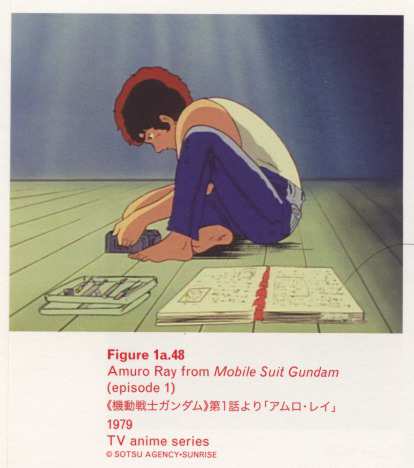 Figure 1a.48
Amuro Ray from Mobile Suit Gundam
(episode 1)
《機動戦士ガンダム》第1話より「アムロ・レイ」
1979
TV anime series
© SOTSU AGENCY•SUNRISE